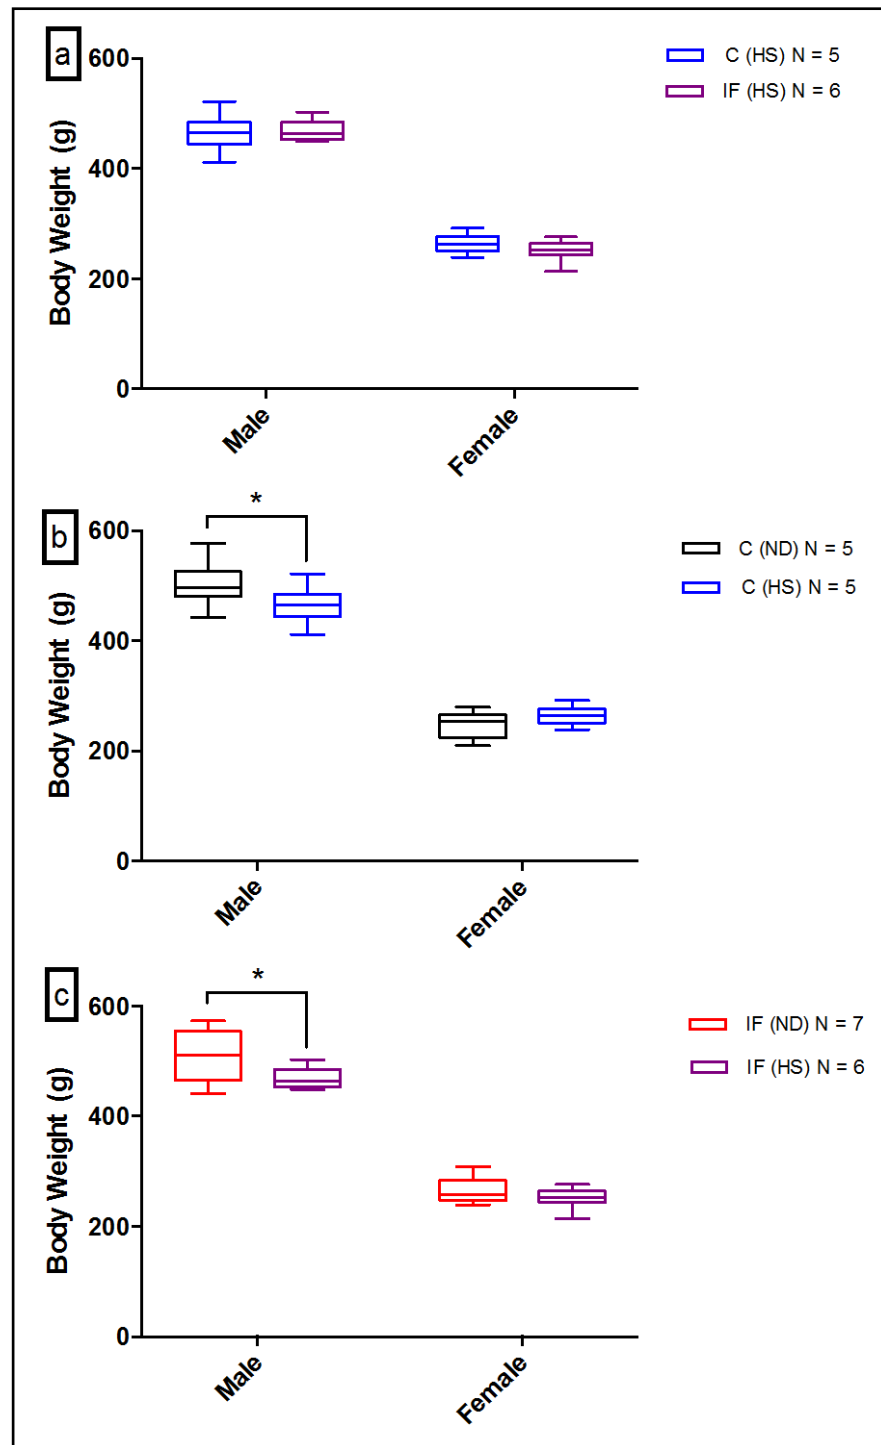 a
600
400
200
0
Body Weight (g)
Male
Female
C (HS) N = 5
IF (HS) N = 6
b
*
600
400
200
0
Body Weight (g)
Male
Female
C (ND) N = 5
C (HS) N = 5
c
*
600
400
200
0
Body Weight (g)
Male
Female
IF (ND) N = 7
IF (HS) N = 6